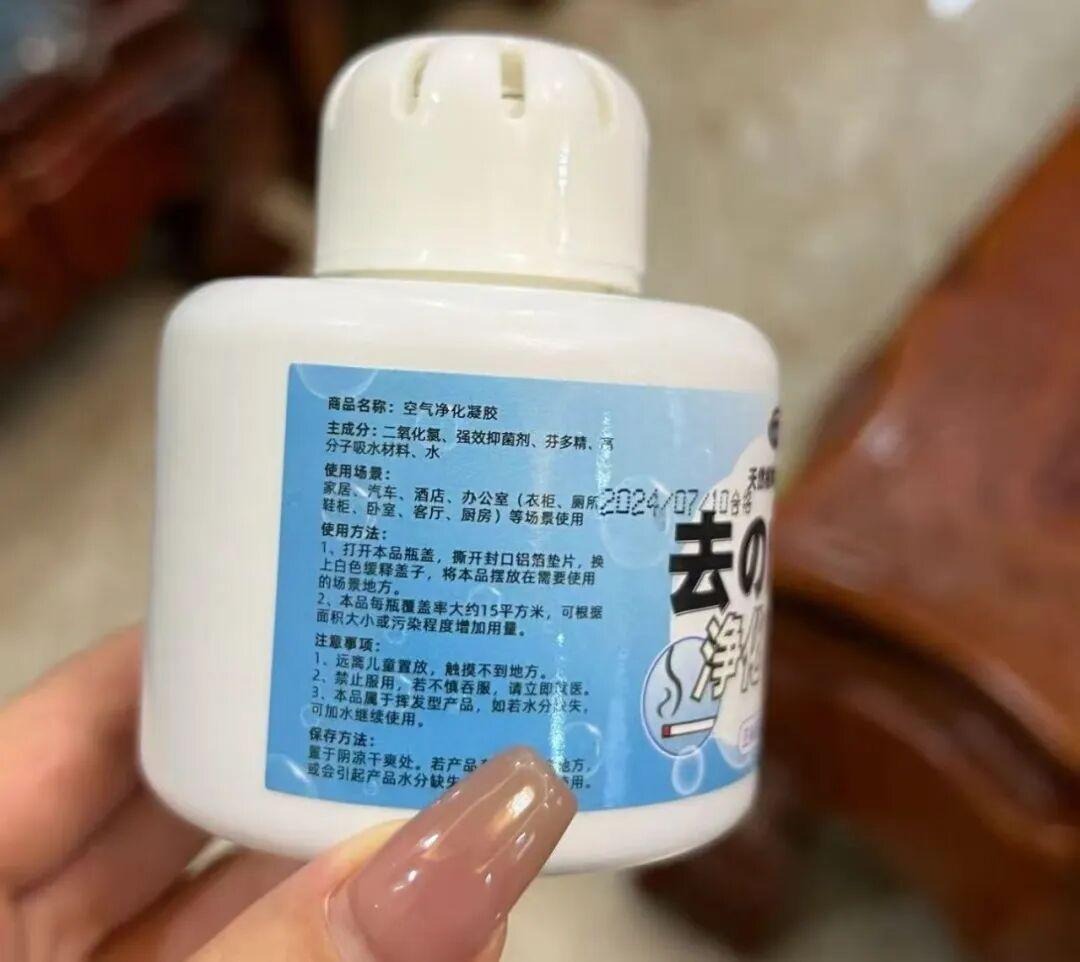 商品名称：空气净化凝胶
主成分：二氧化氯、强效抑菌剂、芬多精、高
分子吸水材料、水
使用场景：
家居、汽车、酒店、办公室（衣柜、厕所
鞋柜、卧室、客厅、厨房）等场景使用
使用方法：
1、打开本品瓶盖，撕开封口铝箔垫片，换
上白色缓释盖子，将本品摆放在需要使用
的场景地方。
2、本品每瓶覆盖率大约15平方米，可根据
面积大小或污染程度增加用量。
注意事项：
1、远离儿童置放，触摸不到地方。
2、禁止服用，若不慎吞服，请立即就医。
3、本品属于挥发型产品，如若水分缺失，
可加水继续使用。
保存方法：
置于阴凉干爽处。若产品 地方，
或会引起产品水分缺失 使用。
2024/07/10合格
天然
去の
净化